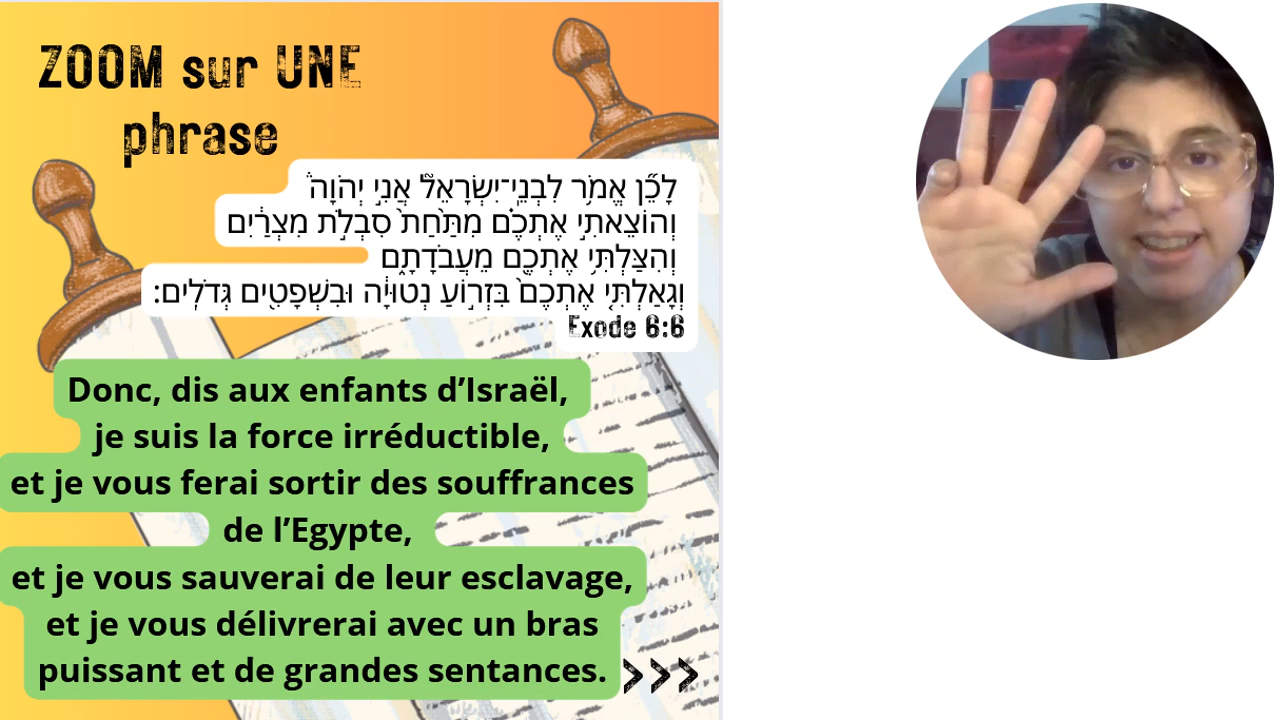 ZOOM sur UNE
phrase
לָכֵ֞ן אֱמֹ֥ר לִבְנֵֽי־יִשְׂרָאֵל֮ אֲנִ֣י יְהֹוָה֒
וְהוֹצֵאתִ֣י אֶתְכֶ֗ם מִתַּ֙חַת֙ סִבְלֹ֣ת מִצְרַ֔יִם
וְהִצַּלְתִּ֥י אֶתְכֶ֖ם מֵעֲבֹדָתָ֑ם
וְגָאַלְתִּ֤י אֶתְכֶם֙ בִּזְר֣וֹעַ נְטוּיָ֔ה וּבִשְׁפָטִ֖ים גְּדֹלִֽים׃
Exode 6:6
Donc, dis aux enfants d’Israël,
je suis la force irréductible,
et je vous ferai sortir des souffrances
de l’Egypte,
et je vous sauverai de leur esclavage,
et je vous délivrerai avec un bras
puissant et de grandes sentances.
>>>